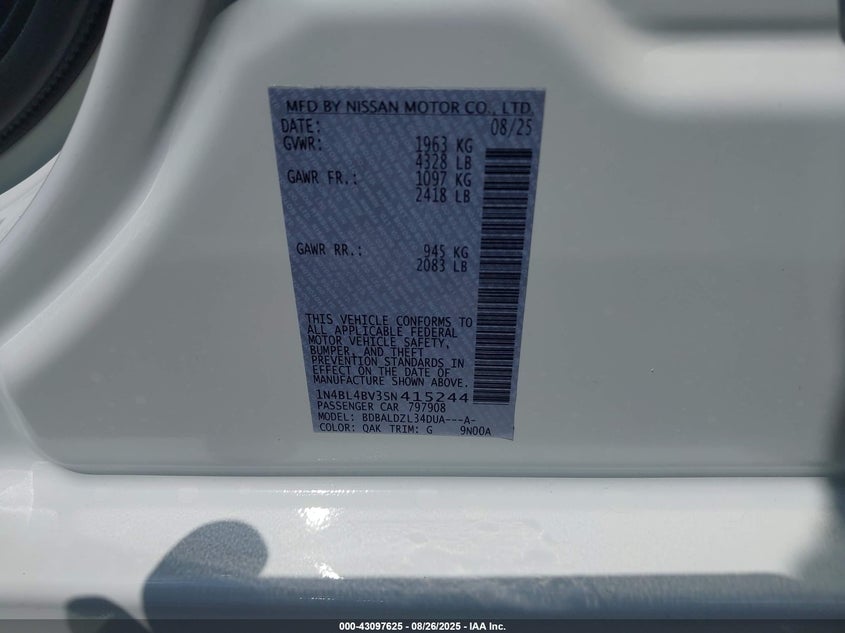 MFD BY NISSAN MOTOR CO., LTD.
DATE: 08/25
GVWR: 1963 KG
4328 LB
GAWR FR.: 1097 KG
2418 LB
GAWR RR.: 945 KG
2083 LB
THIS VEHICLE CONFORMS TO
ALL APPLICABLE FEDERAL
MOTOR VEHICLE SAFETY,
BUMPER, AND THEFT
PREVENTION STANDARDS IN
EFFECT ON THE DATE OF
MANUFACTURE SHOWN ABOVE.
1N4BL4BV3SN415244
PASSENGER CAR 797908
MODEL: BDBALDZL34DUA---A-
COLOR: QAK TRIM: G 9N00A
000-43097625 - 08/26/2025 - IAA Inc.